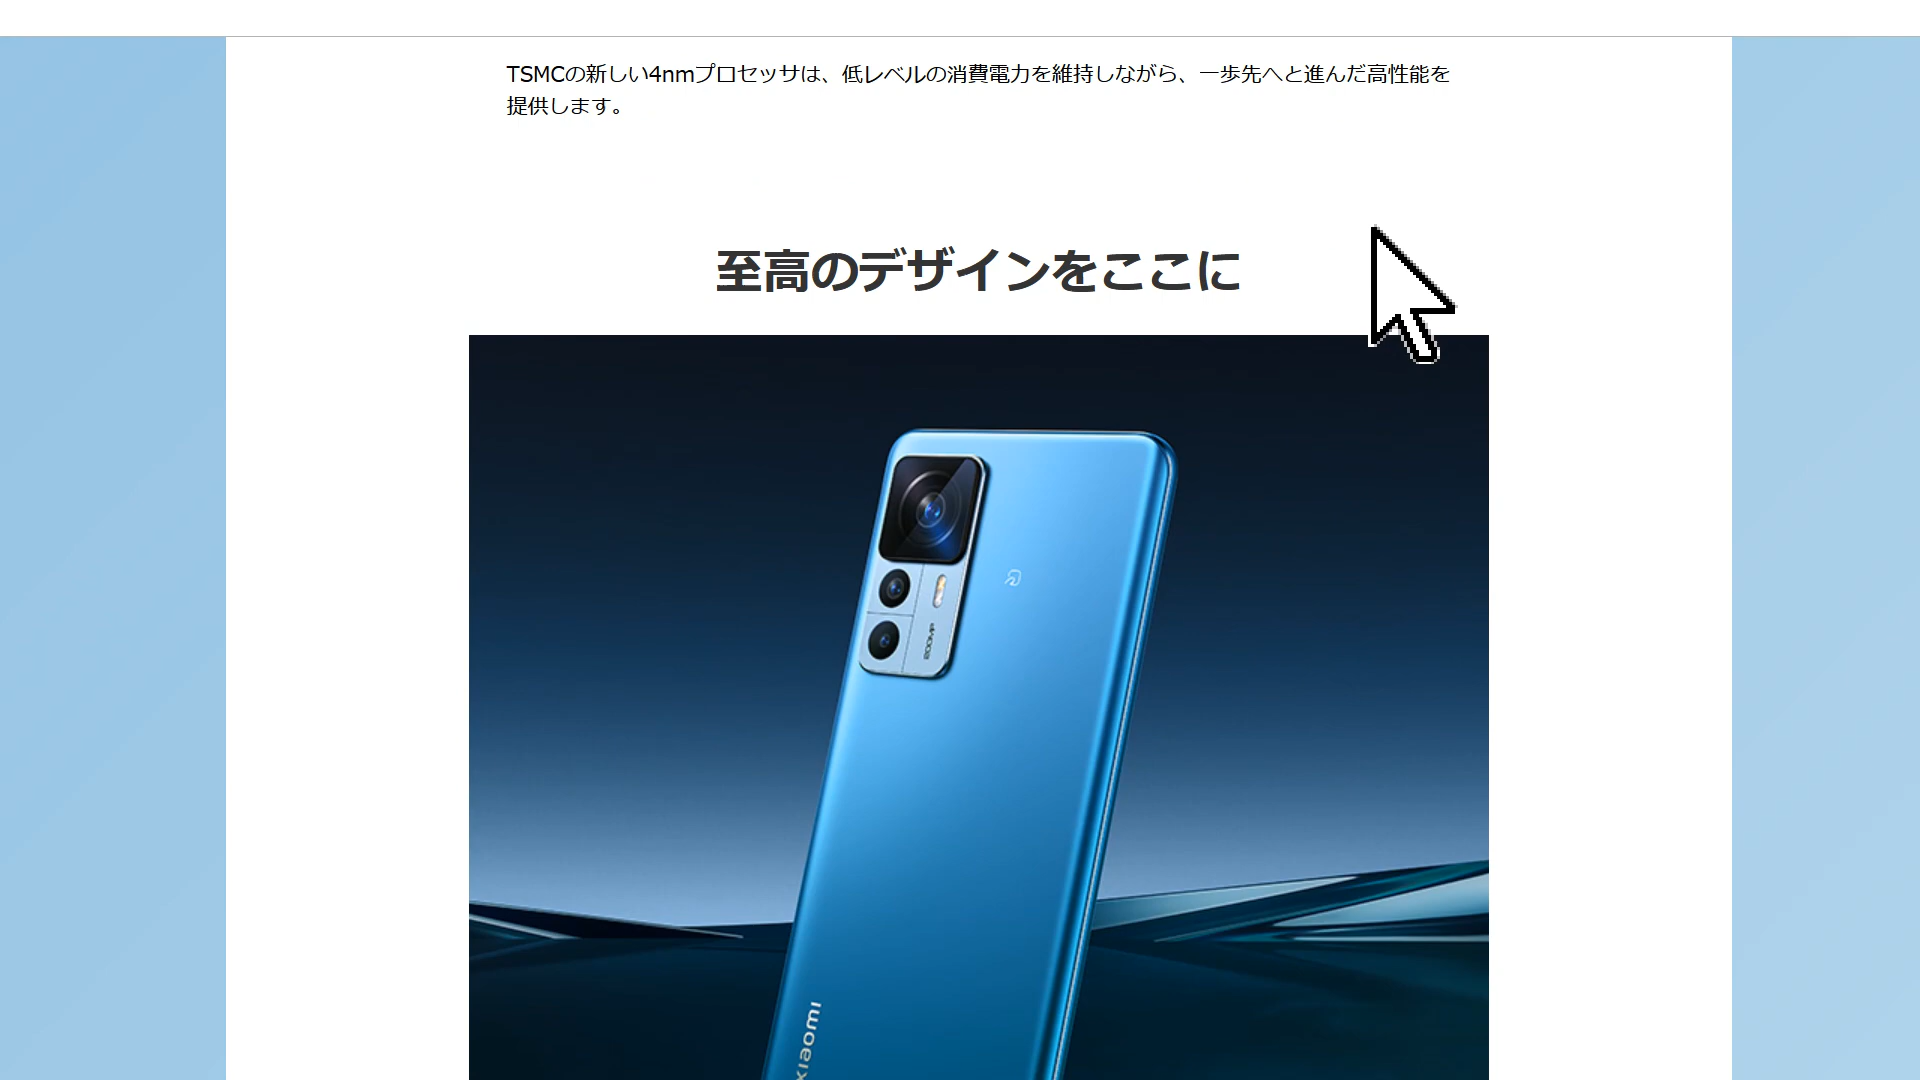 TSMCの新しい4nmプロセッサは、低レベルの消費電力を維持しながら、一歩先へと進んだ高性能を
提供します。
至高のデザインをここに
200MP
xiaomi